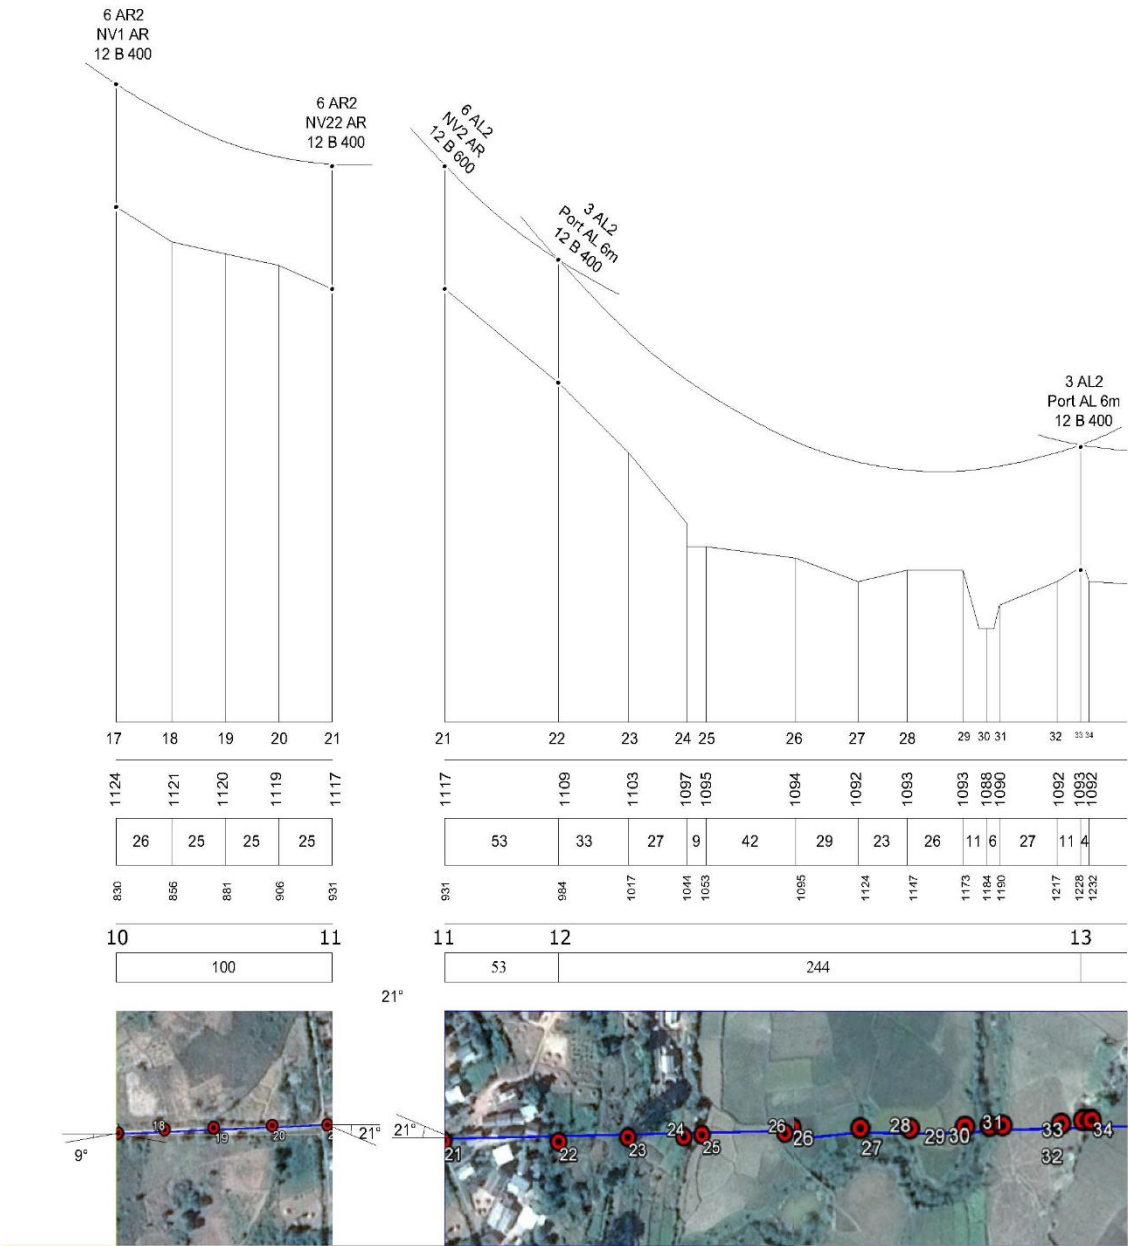 6 AR2
NV1 AR
12 B 400
6 AR2
NV22 AR
12 B 400
6 AL2
NV2 AR
12 B 600
3 AL2
Port AL 6m
12 B 400
3 AL2
Port AL 6m
12 B 400
17 18 19 20 21 21 22 23 24 25 26 27 28 29 30 31 32 33 34
1124 1121 1120 1119 1117 1117 1109 1103 1097 1095 1094 1092 1093 1093 1088 1090 1092 1093 1092
26 25 25 25 53 33 27 9 42 29 23 26 11 6 27 11 4
830 856 881 906 931 931 984 1017 1044 1053 1095 1124 1147 1173 1184 1190 1217 1228 1232
10 11 11 12 13
100 53 244
21°
18 19 20 2 21 22 23 24 25 26 26 27 28 29 30 31 33 32 34
9° 21° 21°